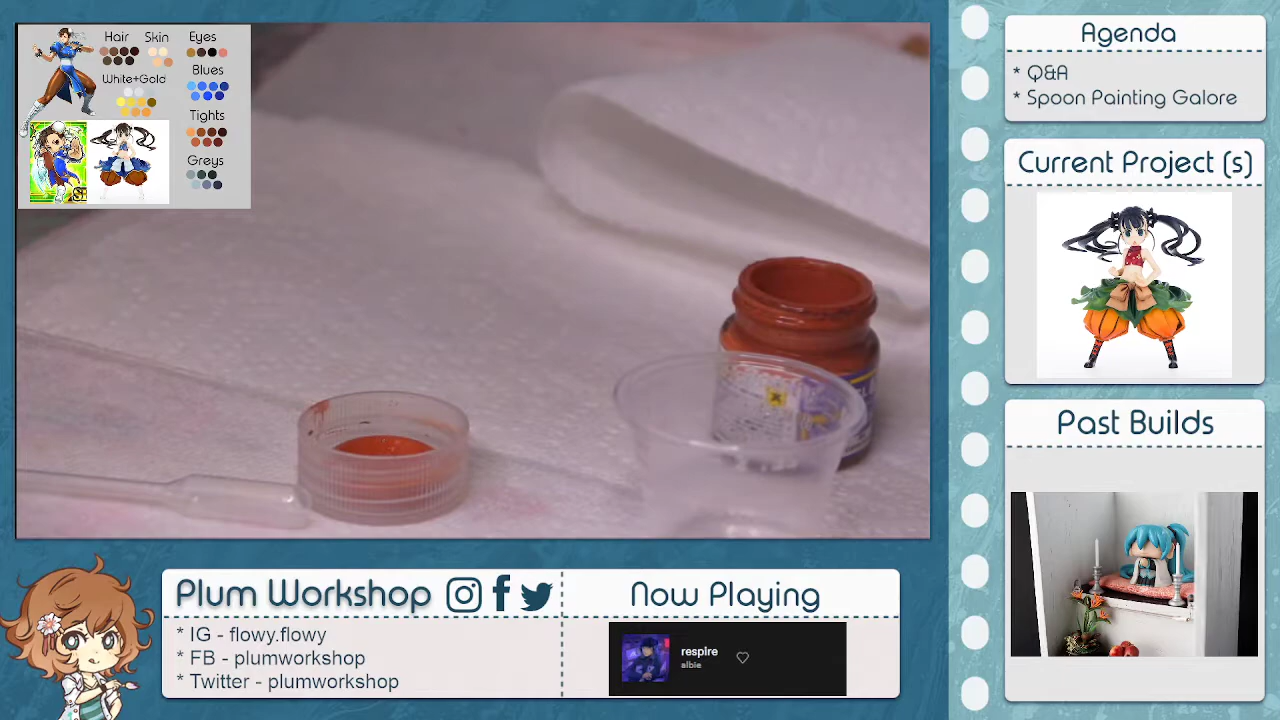 Hair Skin Eyes
Blues
White+Gold
Tights
Greys
Agenda
* Q&A
* Spoon Painting Galore
Current Project (s)
Past Builds
Plum Workshop
* IG - flowy.flowy
* FB - plumworkshop
* Twitter - plumworkshop
Now Playing
respire
albie